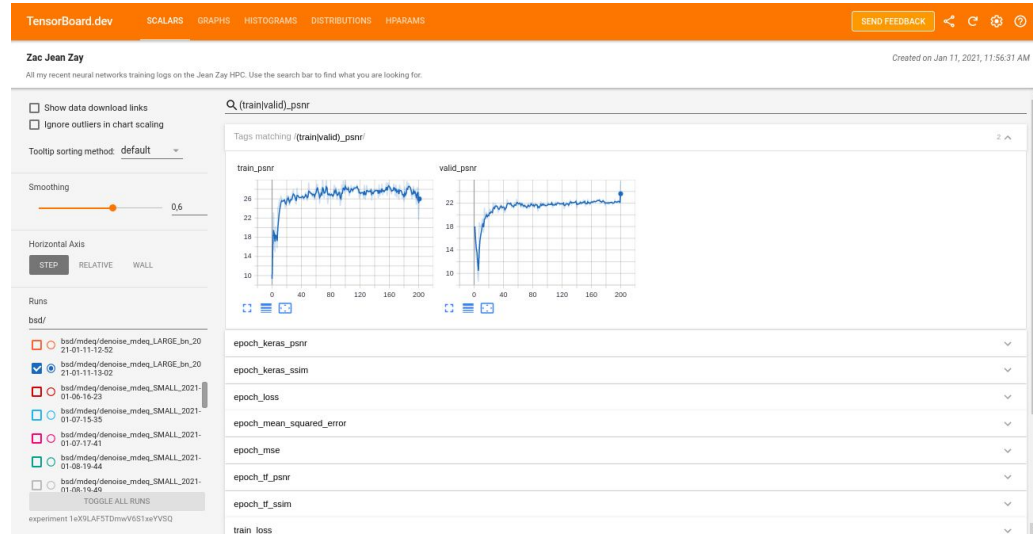 TensorBoard.dev SCALARS GRAPHS HISTOGRAMS DISTRIBUTIONS HPARAMS SEND FEEDBACK
Zac Jean Zay
Created on Jan 11, 2021, 11:56:31 AM
All my recent neural networks training logs on the Jean Zay HPC. Use the search bar to find what you are looking for.
Show data download links
Ignore outliers in chart scaling
Tooltip sorting method: default
Smoothing
0,6
Horizontal Axis
STEP RELATIVE WALL
Runs
bsd/
bsd/mdeq/denoise_mdeq_LARGE_bn_20
21-01-11-12-52
bsd/mdeq/denoise_mdeq_LARGE_bn_20
21-01-11-13-02
bsd/mdeq/denoise_mdeq_SMALL_2021-
01-06-16-23
bsd/mdeq/denoise_mdeq_SMALL_2021-
01-07-15-35
bsd/mdeq/denoise_mdeq_SMALL_2021-
01-07-17-41
bsd/mdeq/denoise_mdeq_SMALL_2021-
01-08-19-44
bsd/mdeq/denoise_mdeq_SMALL_2021-
01-08-19-49
TOGGLE ALL RUNS
experiment 1eX9LAF5TDmwV6S1xeYVSQ
(train|valid)_psnr
Tags matching /(train|valid)_psnr/ 2
train_psnr
26
22
18
14
10
0 40 80 120 160 200
valid_psnr
22
18
14
10
0 40 80 120 160 200
epoch_keras_psnr
epoch_keras_ssim
epoch_loss
epoch_mean_squared_error
epoch_mse
epoch_tf_psnr
epoch_tf_ssim
train_loss